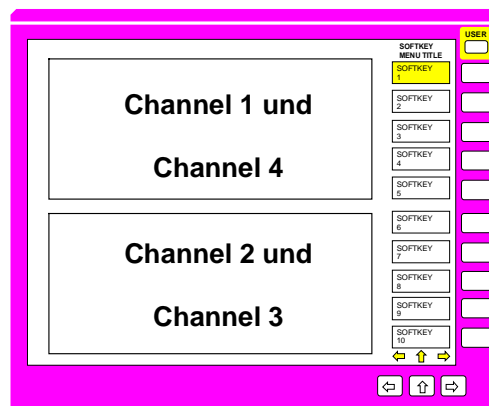 USER
SOFTKEY
MENU TITLE
SOFTKEY
1
SOFTKEY
2
SOFTKEY
3
SOFTKEY
4
SOFTKEY
5
SOFTKEY
6
SOFTKEY
7
SOFTKEY
8
SOFTKEY
9
SOFTKEY
10
Channel 1 und
Channel 4
Channel 2 und
Channel 3